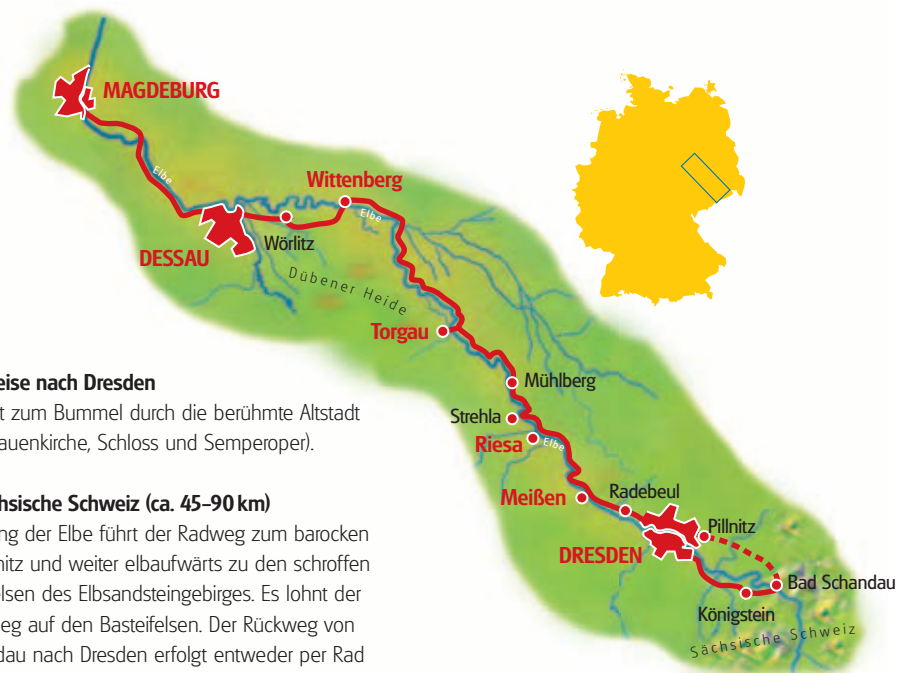 MAGDEBURG
Elbe
Wittenberg
Elbe
Wörlitz
DESSAU
Dübener Heide
Torgau
Mühlberg
Strehla
Riesa
Elbe
Meißen
Radebeul
Pillnitz
DRESDEN
Bad Schandau
Königstein
Sächsische Schweiz
eise nach Dresden
t zum Bummel durch die berühmte Altstadt
auenkirche, Schloss und Semperoper).
hsische Schweiz (ca. 45–90 km)
ng der Elbe führt der Radweg zum barocken
nitz und weiter elbaufwärts zu den schroffen
elsen des Elbsandsteingebirges. Es lohnt der
eg auf den Basteifelsen. Der Rückweg von
dau nach Dresden erfolgt entweder per Rad